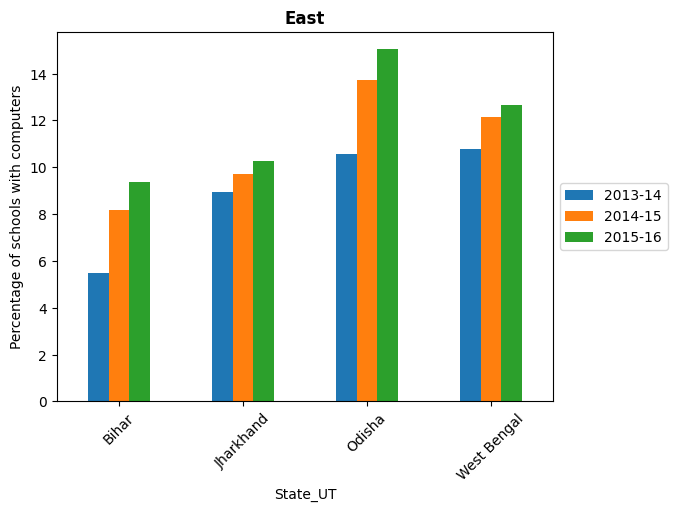 East
Percentage of schools with computers
14
12
10
8
6
4
2
0
Bihar
Jharkhand
Odisha
West Bengal
State_UT
2013-14
2014-15
2015-16